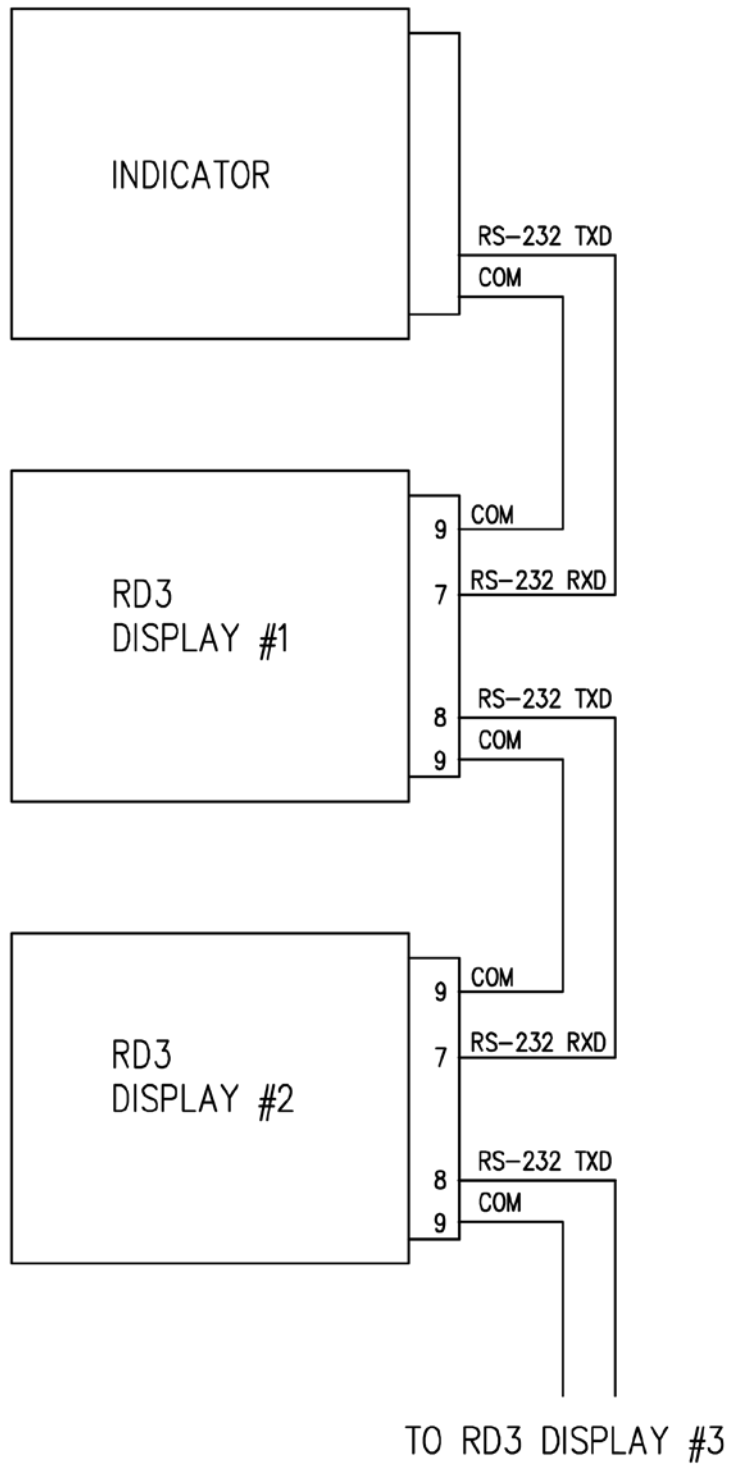 INDICATOR
RS-232 TXD
COM
9 COM
7 RS-232 RXD
RD3
DISPLAY #1
8 RS-232 TXD
9 COM
9 COM
7 RS-232 RXD
RD3
DISPLAY #2
8 RS-232 TXD
9 COM
TO RD3 DISPLAY #3